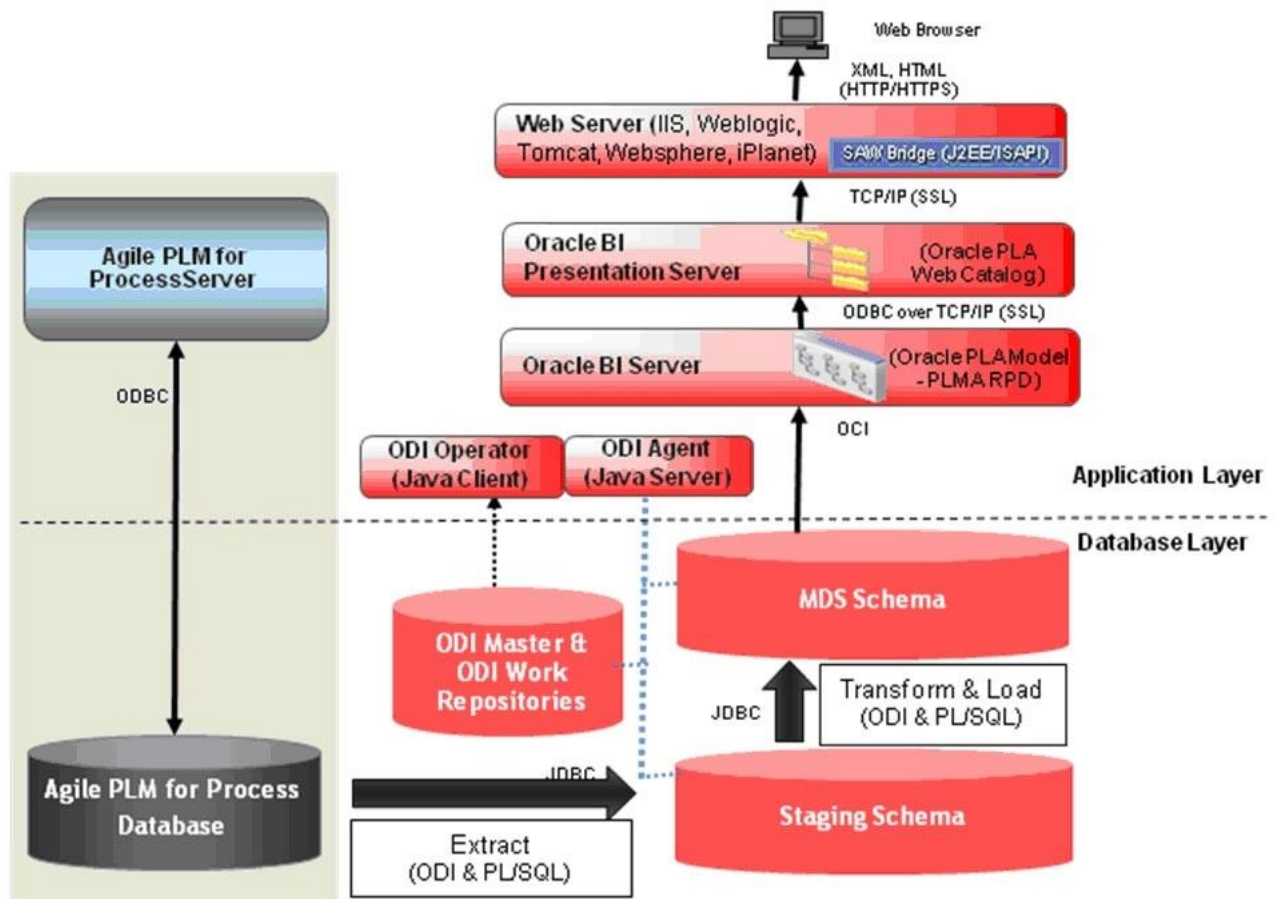 Web Browser
XML, HTML
(HTTP/HTTPS)
Web Server (IIS, Weblogic,
Tomcat, Websphere, iPlanet)
SAW Bridge (J2EE/ISAPI)
TCP/IP (SSL)
Agile PLM for
ProcessServer
Oracle BI
Presentation Server
(Oracle PLA
Web Catalog)
ODBC over TCP/IP (SSL)
Oracle BI Server
(Oracle PLAModel
- PLMA RPD)
ODBC
OCI
ODI Operator
(Java Client)
ODI Agent
(Java Server)
Application Layer
Database Layer
MDS Schema
ODI Master &
ODI Work
Repositories
JDBC
Transform & Load
(ODI & PL/SQL)
Agile PLM for Process
Database
JDBC
Extract
(ODI & PL/SQL)
Staging Schema